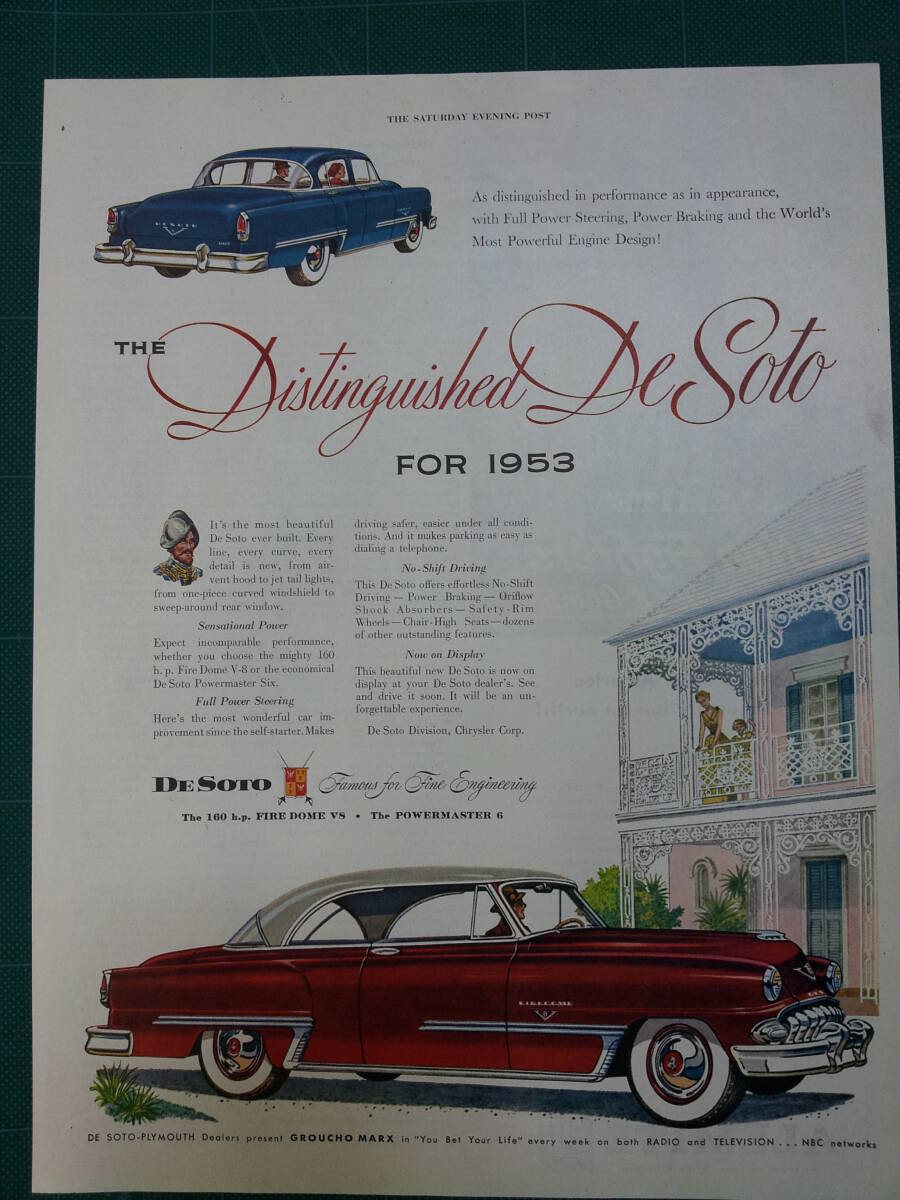 THE SATURDAY EVENING POST
As distinguished in performance as in appearance,
with Full Power Steering, Power Braking and the World's
Most Powerful Engine Design!
DE SOTO
THE Distinguished De Soto
FOR 1953
It's the most beautiful
De Soto ever built. Every
line, every curve, every
detail is new, from air-
vent hood to jet tail lights,
from one-piece curved windshield to
sweep-around rear window.
Sensational Power
Expect incomparable performance,
whether you choose the mighty 160
h. p. Fire Dome V-8 or the economical
De Soto Powermaster Six.
Full Power Steering
Here's the most wonderful car im-
provement since the self-starter. Makes
driving safer, easier under all condi-
tions. And it makes parking as easy as
dialing a telephone.
No-Shift Driving
This De Soto offers effortless No-Shift
Driving — Power Braking — Oriflow
Shock Absorbers — Safety-Rim
Wheels — Chair-High Seats — dozens
of other outstanding features.
Now on Display
This beautiful new De Soto is now on
display at your De Soto dealer's. See
and drive it soon. It will be an un-
forgettable experience.
De Soto Division, Chrysler Corp.
DE SOTO Famous for Fine Engineering
The 160 h.p. FIRE DOME V8 • The POWERMASTER 6
FIREDOME
8
DE SOTO-PLYMOUTH Dealers present GROUCHO MARX in "You Bet Your Life" every week on both RADIO and TELEVISION . . . NBC networks